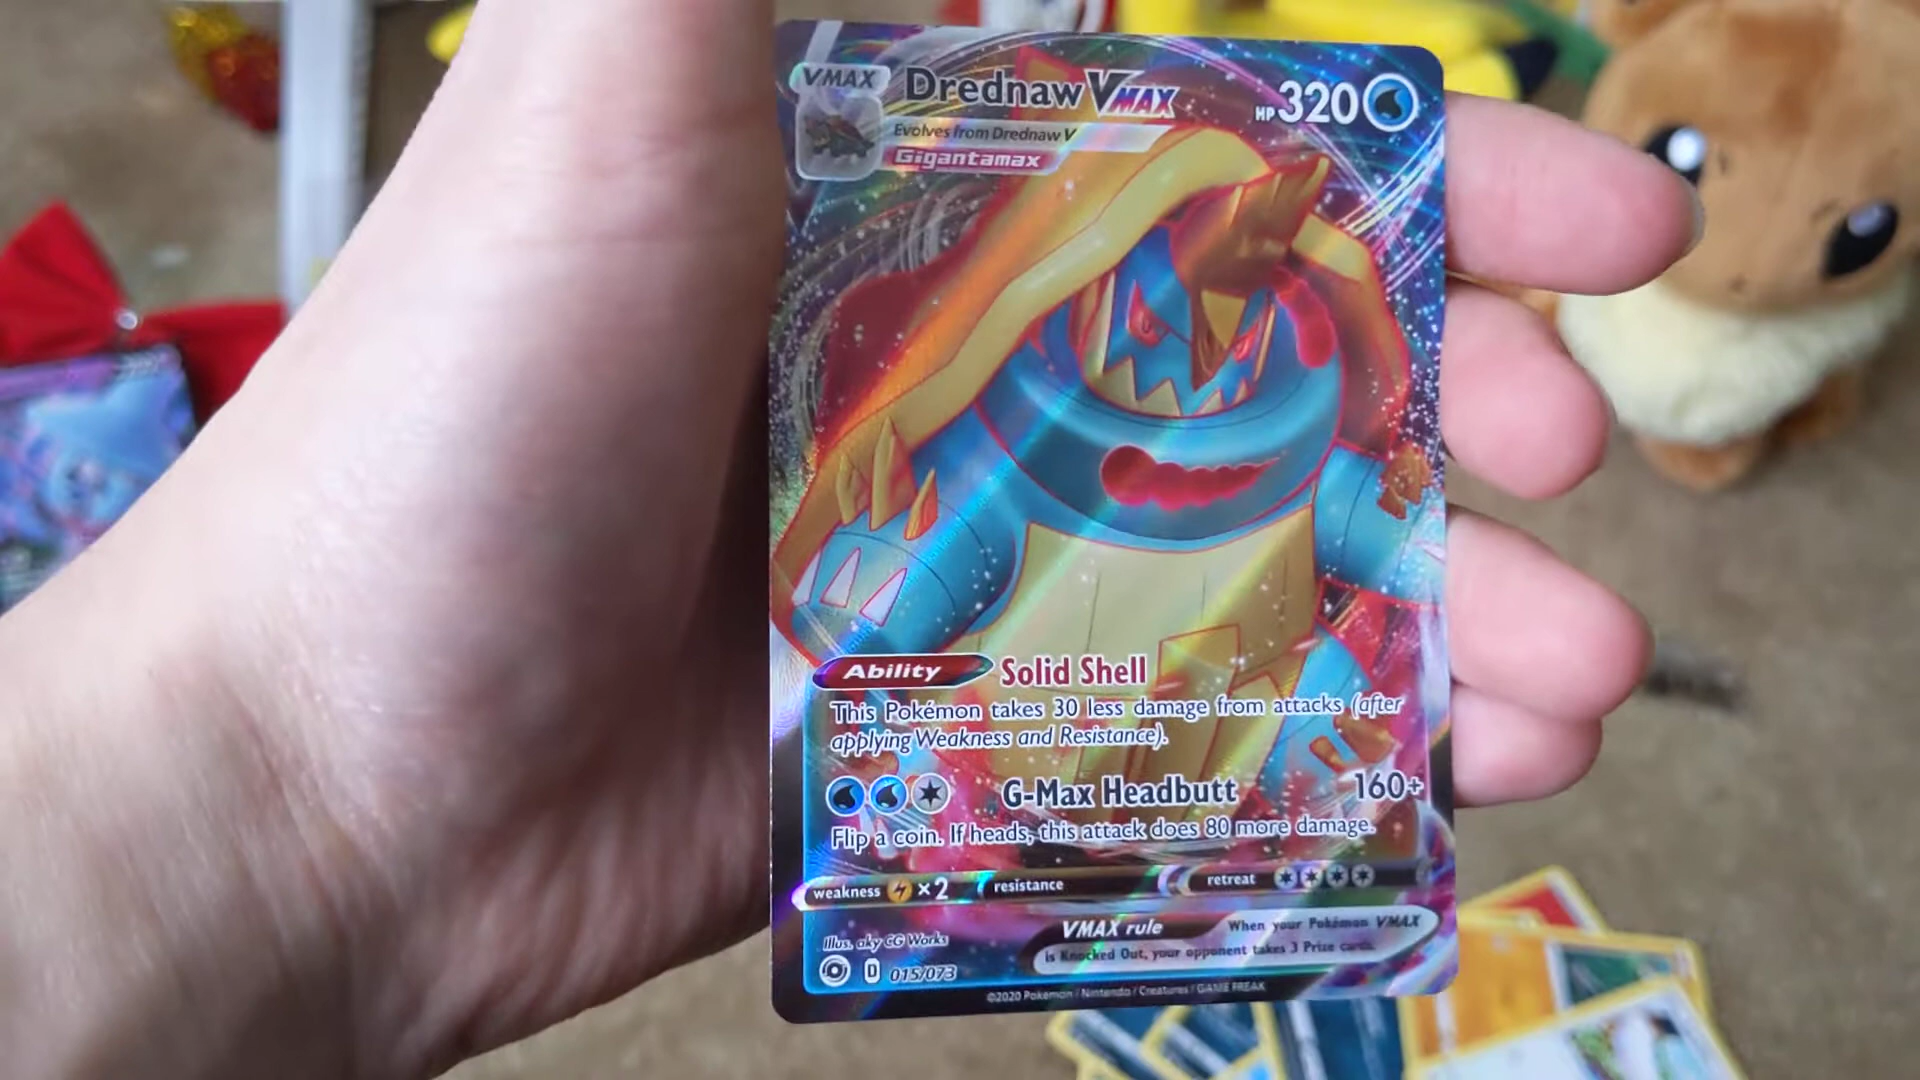 VMAX
Drednaw VMAX
HP 320
Evolves from Drednaw V
Gigantamax
Ability Solid Shell
This Pokémon takes 30 less damage from attacks (after
applying Weakness and Resistance).
G-Max Headbutt 160+
Flip a coin. If heads, this attack does 80 more damage.
weakness ×2 resistance retreat
VMAX rule When your Pokémon VMAX
is Knocked Out, your opponent takes 3 Prize cards.
Illus. aky CG Works
D 015/073
©2020 Pokémon / Nintendo / Creatures / GAME FREAK